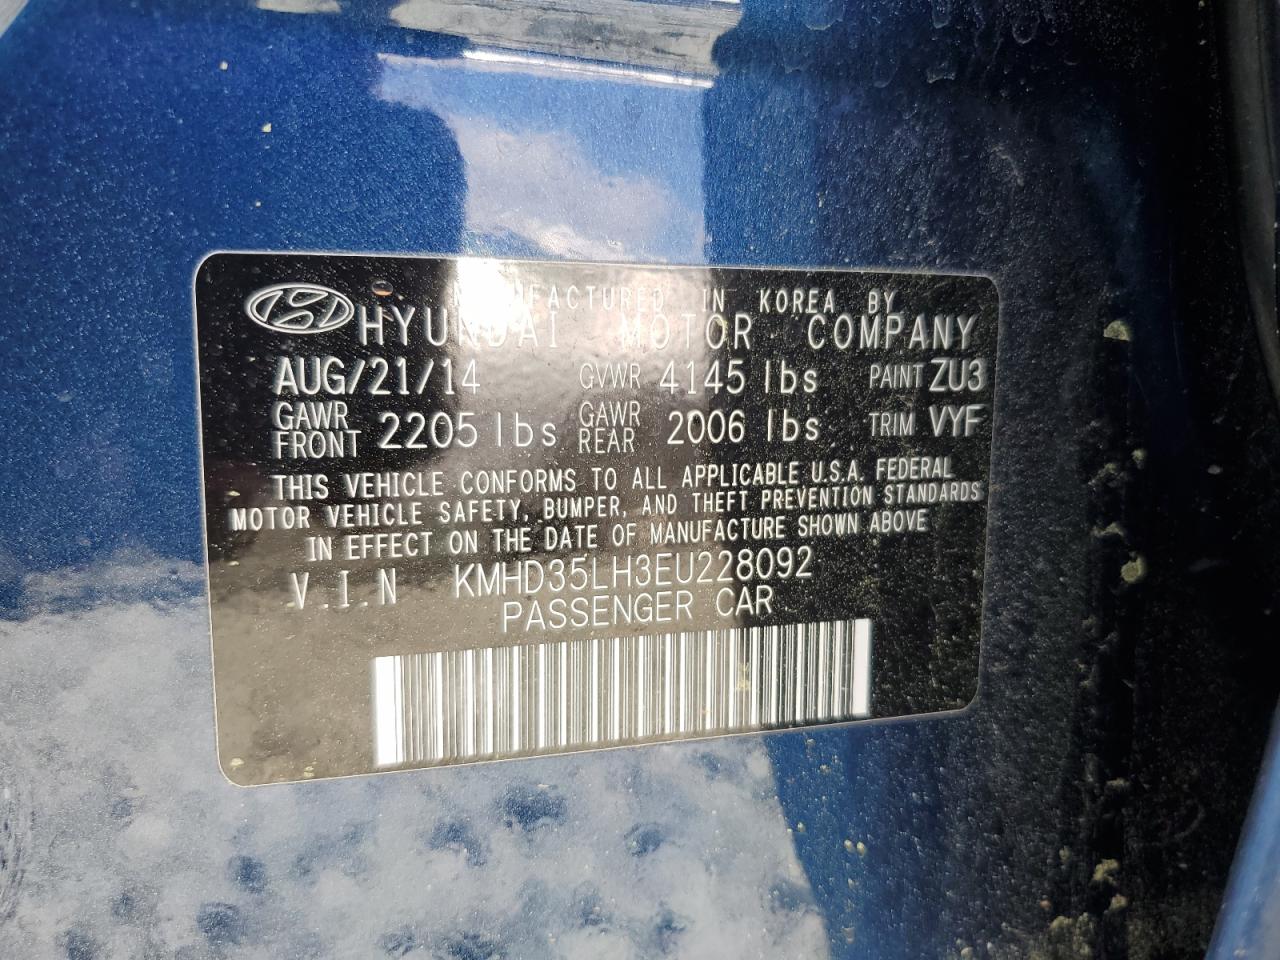 MANUFACTURED IN KOREA BY
HYUNDAI MOTOR COMPANY
AUG/21/14 GVWR 4145 lbs PAINT ZU3
GAWR FRONT 2205 lbs GAWR REAR 2006 lbs TRIM VYF
THIS VEHICLE CONFORMS TO ALL APPLICABLE U.S.A. FEDERAL
MOTOR VEHICLE SAFETY, BUMPER, AND THEFT PREVENTION STANDARDS
IN EFFECT ON THE DATE OF MANUFACTURE SHOWN ABOVE
V.I.N KMHD35LH3EU228092
PASSENGER CAR